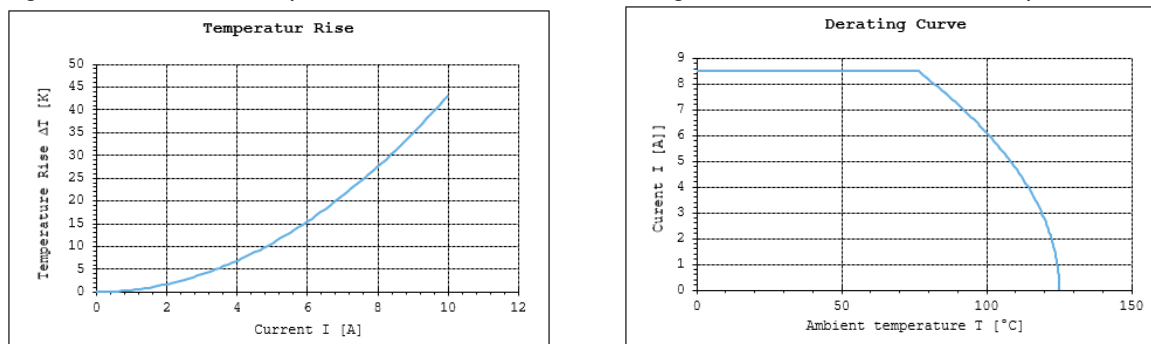 Temperatur Rise
Temperature Rise ΔT [K]
50
45
40
35
30
25
20
15
10
5
0
0 2 4 6 8 10 12
Current I [A]
Derating Curve
Curent I [A]]
9
8
7
6
5
4
3
2
1
0
0 50 100 150
Ambient temperature T [°C]